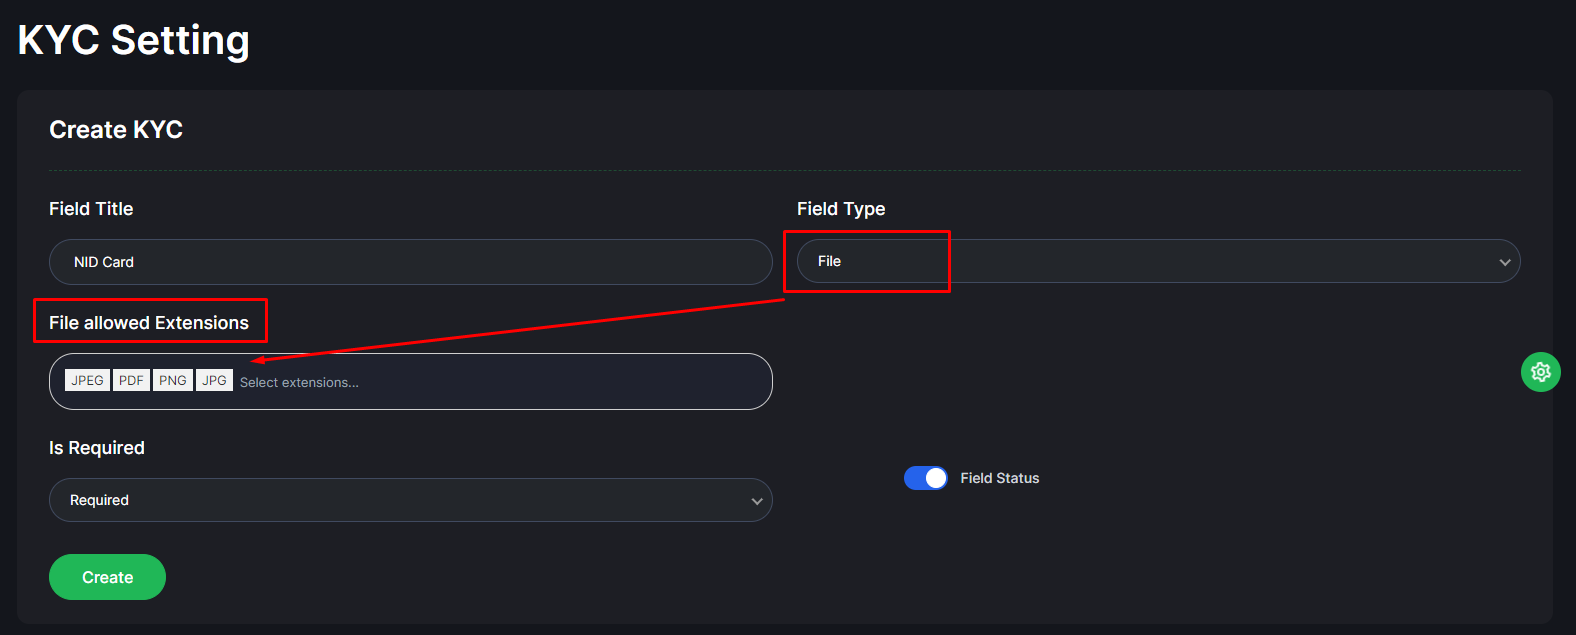 KYC Setting
Create KYC
Field Title
Field Type
NID Card
File
File allowed Extensions
JPEG PDF PNG JPG Select extensions...
Is Required
Required
Field Status
Create